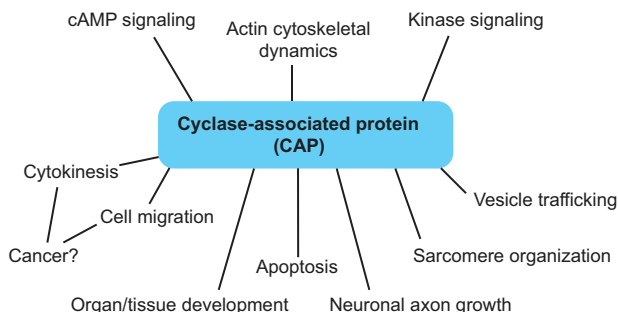 cAMP signaling
Actin cytoskeletal
dynamics
Kinase signaling
Cyclase-associated protein
(CAP)
Cytokinesis
Vesicle trafficking
Cell migration
Cancer?
Sarcomere organization
Apoptosis
Organ/tissue development
Neuronal axon growth